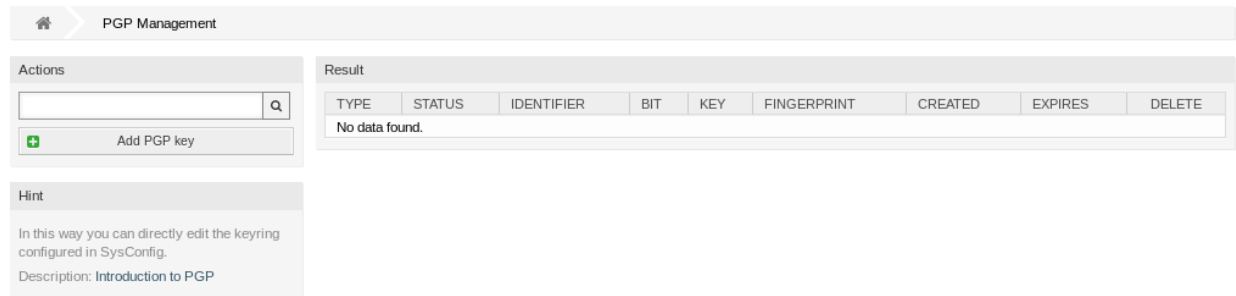 PGP Management
Actions
Add PGP key
Hint
In this way you can directly edit the keyring
configured in SysConfig.
Description: Introduction to PGP
Result
TYPE STATUS IDENTIFIER BIT KEY FINGERPRINT CREATED EXPIRES DELETE
No data found.